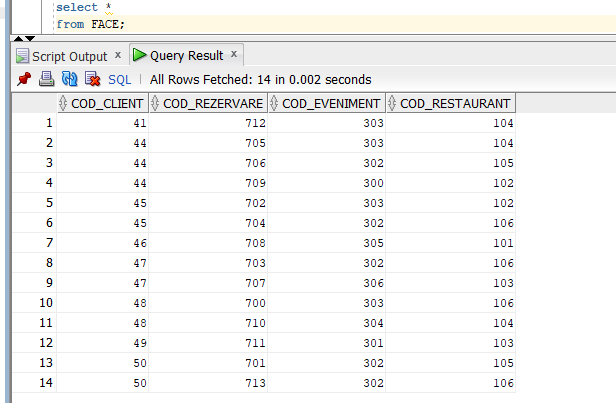 select *
from FACE;
Script Output x Query Result x
SQL | All Rows Fetched: 14 in 0.002 seconds
COD_CLIENT COD_REZERVARE COD_EVENIMENT COD_RESTAURANT
1 41 712 303 104
2 44 705 303 104
3 44 706 302 105
4 44 709 300 102
5 45 702 303 102
6 45 704 302 106
7 46 708 305 101
8 47 703 302 106
9 47 707 306 103
10 48 700 303 106
11 48 710 304 104
12 49 711 301 103
13 50 701 302 105
14 50 713 302 106